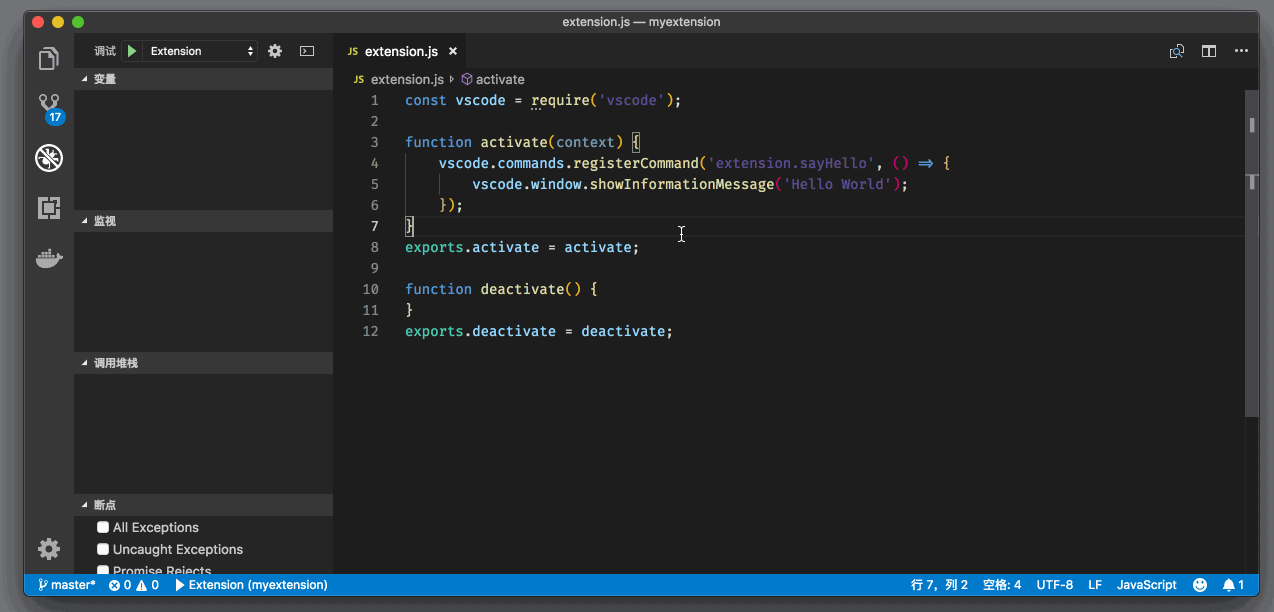 extension.js — myextension
调试 Extension
JS extension.js ×
变量
JS extension.js activate
17
监视
调用堆栈
断点
All Exceptions
Uncaught Exceptions
Promise Rejects
1 const vscode = require('vscode');
2
3 function activate(context) {
4 vscode.commands.registerCommand('extension.sayHello', () => {
5 vscode.window.showInformationMessage('Hello World');
6 });
7 }
8 exports.activate = activate;
9
10 function deactivate() {
11 }
12 exports.deactivate = deactivate;
master* 0 0 Extension (myextension) 行 7，列 2 空格: 4 UTF-8 LF JavaScript 1